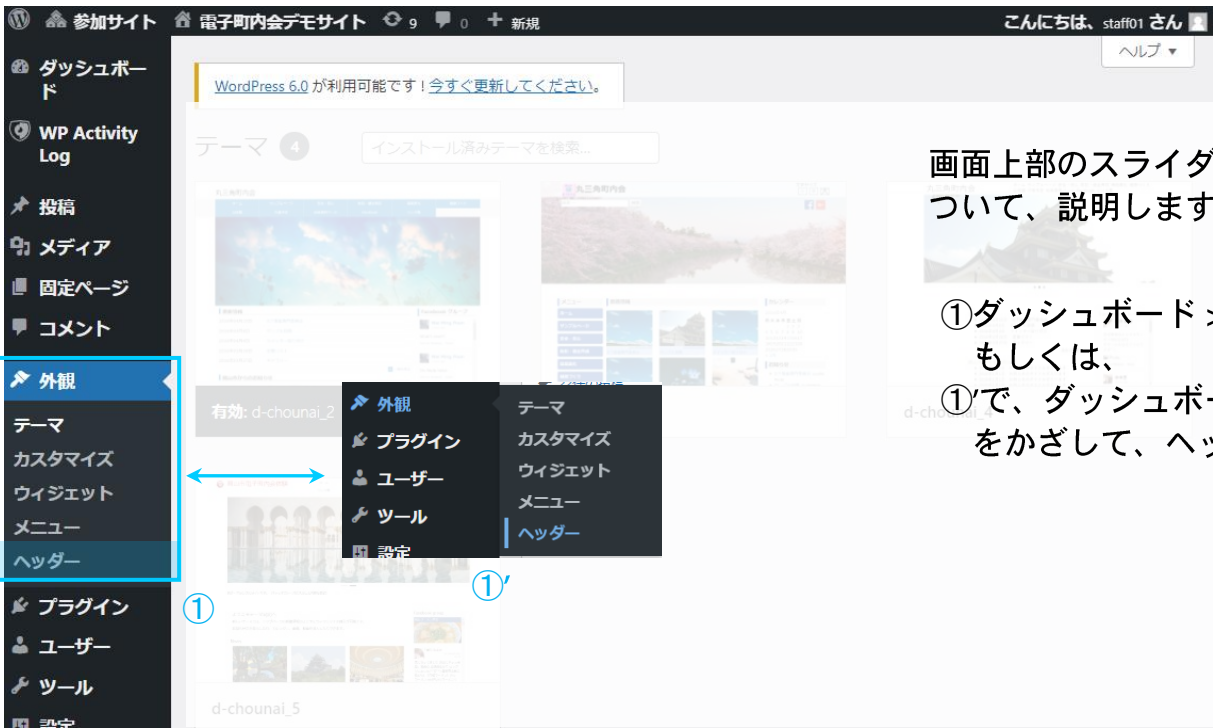 参加サイト 電子町内会デモサイト 9 0 新規 こんにちは、staff01 さん
ヘルプ ▼
ダッシュボー
ド
WP Activity
Log
投稿
メディア
固定ページ
コメント
外観
テーマ
カスタマイズ
ウィジェット
メニュー
ヘッダー
プラグイン
ユーザー
ツール
設定
WordPress 6.0 が利用可能です ! 今すぐ更新してください。
テーマ 4 インストール済みテーマを検索...
丸三角町内会
有効: d-chounai_2
d-chounai_4
d-chounai_5
外観
プラグイン
ユーザー
ツール
設定
テーマ
カスタマイズ
ウィジェット
メニュー
ヘッダー
①
①′
画面上部のスライダ
ついて、説明します
①ダッシュボード >
もしくは、
①′で、ダッシュボー
をかざして、ヘッ